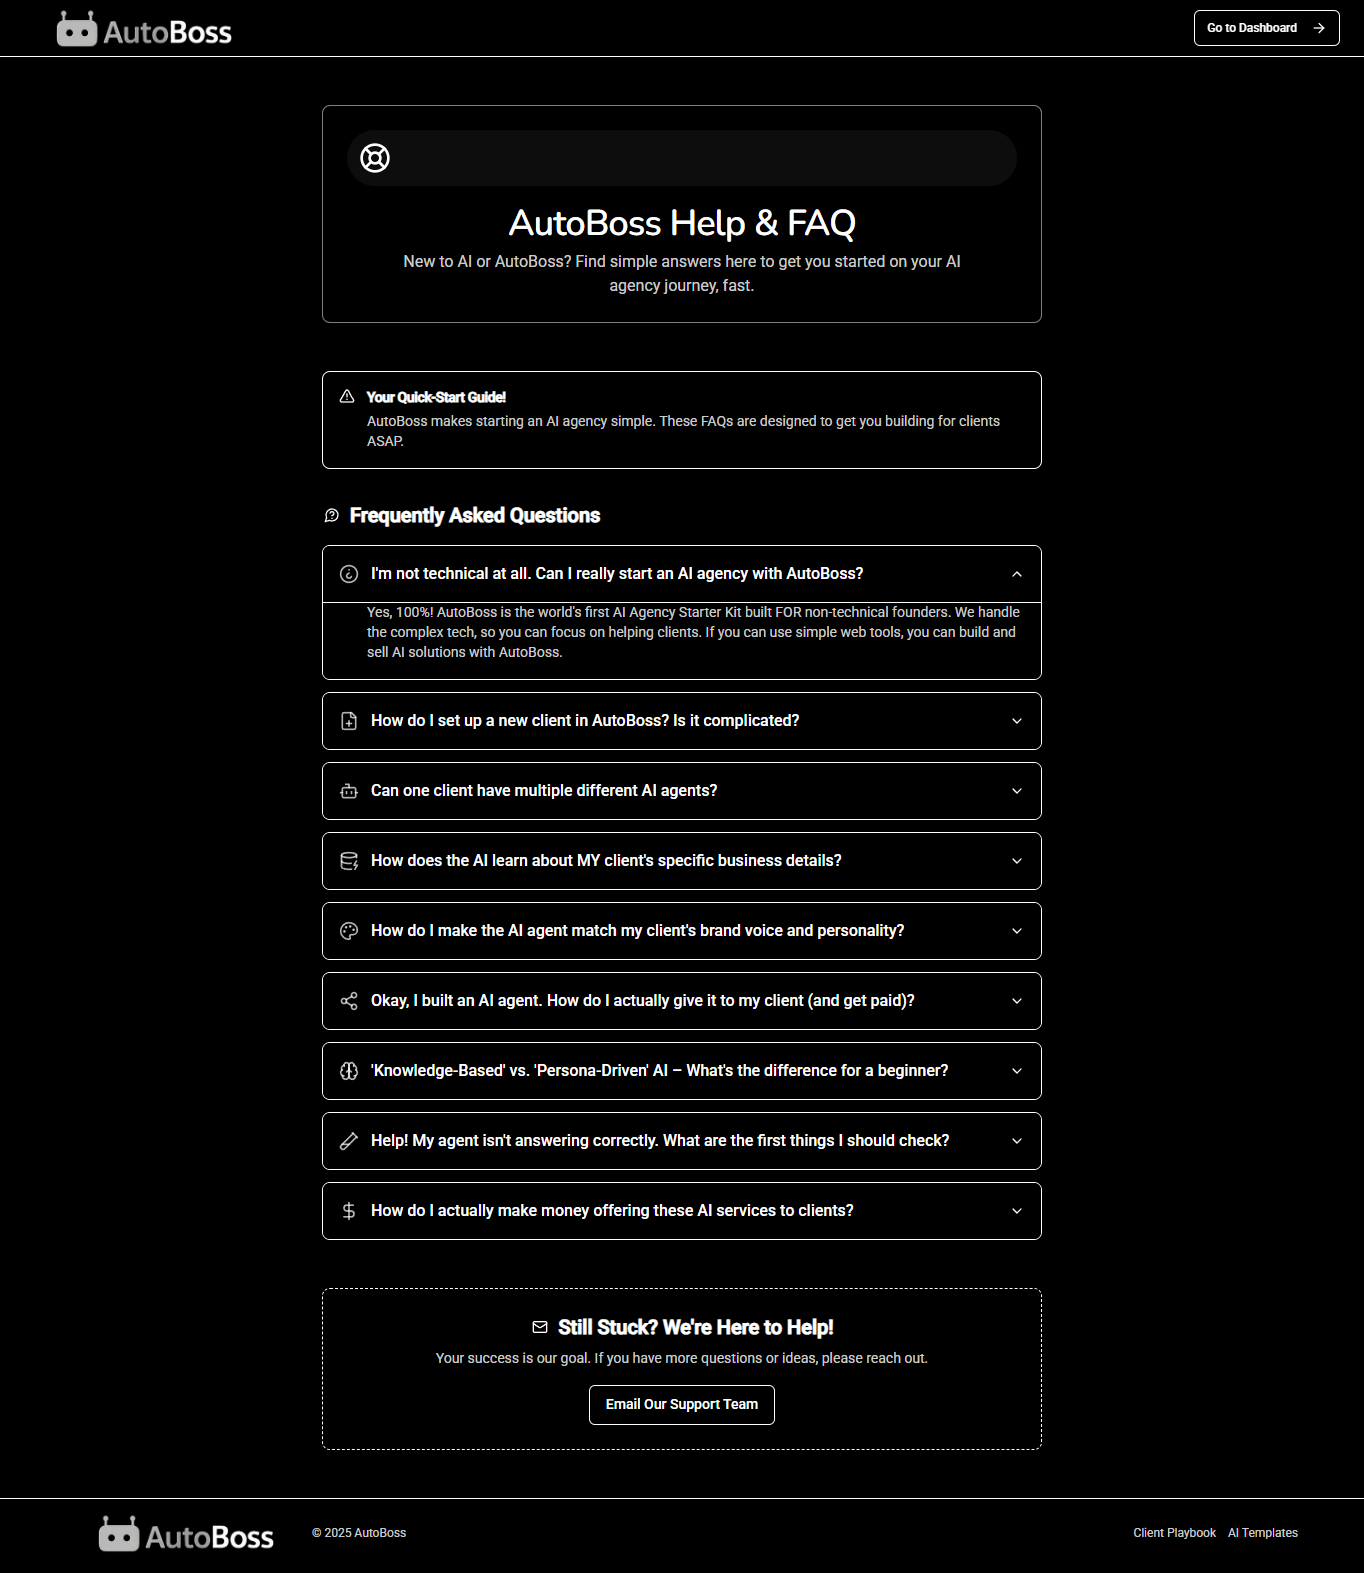 AutoBoss
Go to Dashboard
AutoBoss Help & FAQ
New to AI or AutoBoss? Find simple answers here to get you started on your AI
agency journey, fast.
Your Quick-Start Guide!
AutoBoss makes starting an AI agency simple. These FAQs are designed to get you building for clients
ASAP.
Frequently Asked Questions
I'm not technical at all. Can I really start an AI agency with AutoBoss?
Yes, 100%! AutoBoss is the world's first AI Agency Starter Kit built FOR non-technical founders. We handle
the complex tech, so you can focus on helping clients. If you can use simple web tools, you can build and
sell AI solutions with AutoBoss.
How do I set up a new client in AutoBoss? Is it complicated?
Can one client have multiple different AI agents?
How does the AI learn about MY client's specific business details?
How do I make the AI agent match my client's brand voice and personality?
Okay, I built an AI agent. How do I actually give it to my client (and get paid)?
'Knowledge-Based' vs. 'Persona-Driven' AI – What's the difference for a beginner?
Help! My agent isn't answering correctly. What are the first things I should check?
How do I actually make money offering these AI services to clients?
Still Stuck? We're Here to Help!
Your success is our goal. If you have more questions or ideas, please reach out.
Email Our Support Team
AutoBoss
© 2025 AutoBoss
Client Playbook
AI Templates